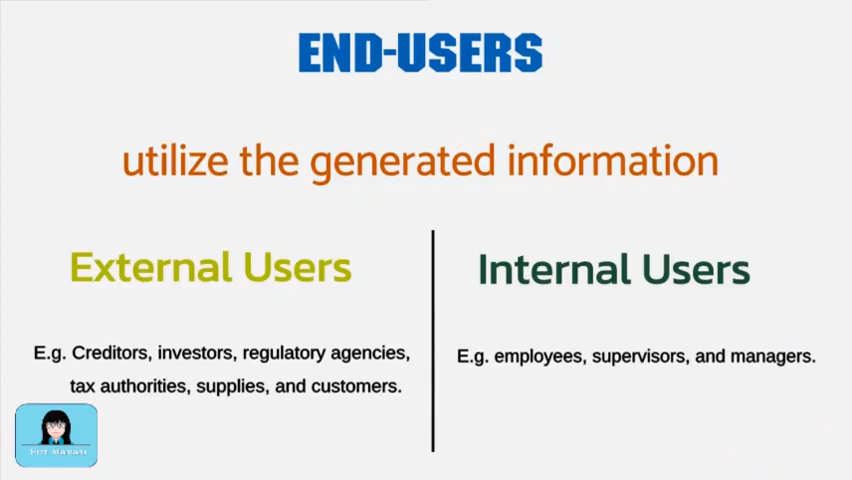 END-USERS
utilize the generated information
External Users
E.g. Creditors, investors, regulatory agencies,
tax authorities, supplies, and customers.
Internal Users
E.g. employees, supervisors, and managers.